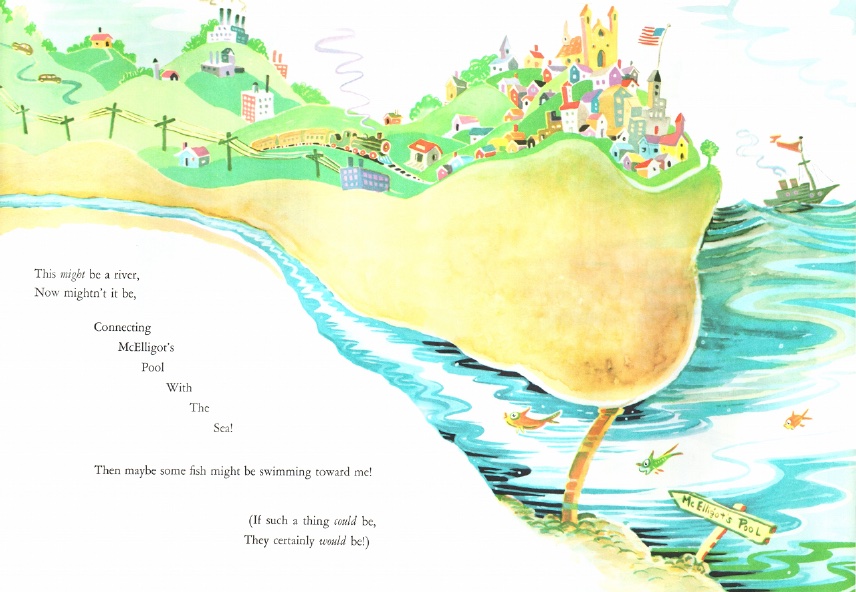 This might be a river,
Now mightn't it be,
Connecting
McElligot's
Pool
With
The
Sea!
Then maybe some fish might be swimming toward me!
(If such a thing could be,
They certainly would be!)
McElligot's Pool